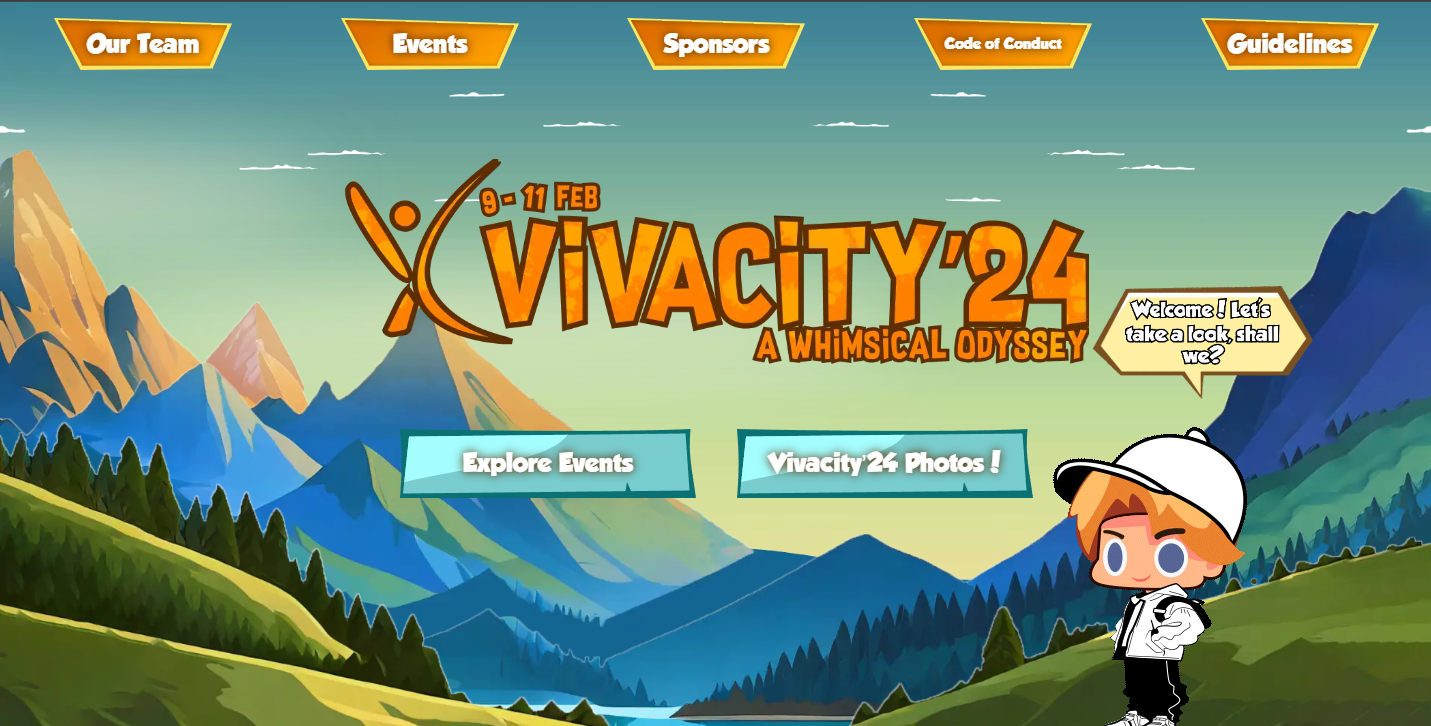 Our Team
Events
Sponsors
Code of Conduct
Guidelines
9 - 11 FEB
ViVACiTY'24
A WHiMSiCAL ODYSSEY
Welcome! Let's
take a look, shall
we?
Explore Events
Vivacity'24 Photos!